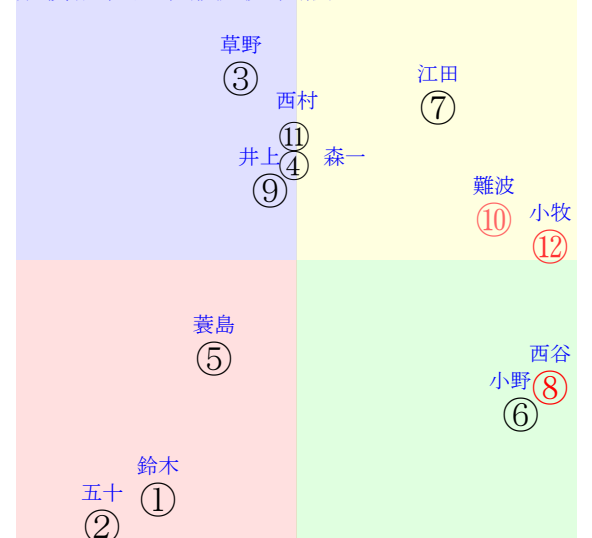 草野
③
江田
⑦
西村
⑪
井上
④
森一
⑨
難波
⑩
小牧
⑫
蓑島
⑤
西谷
⑧
小野
⑥
鈴木
①
五十
②